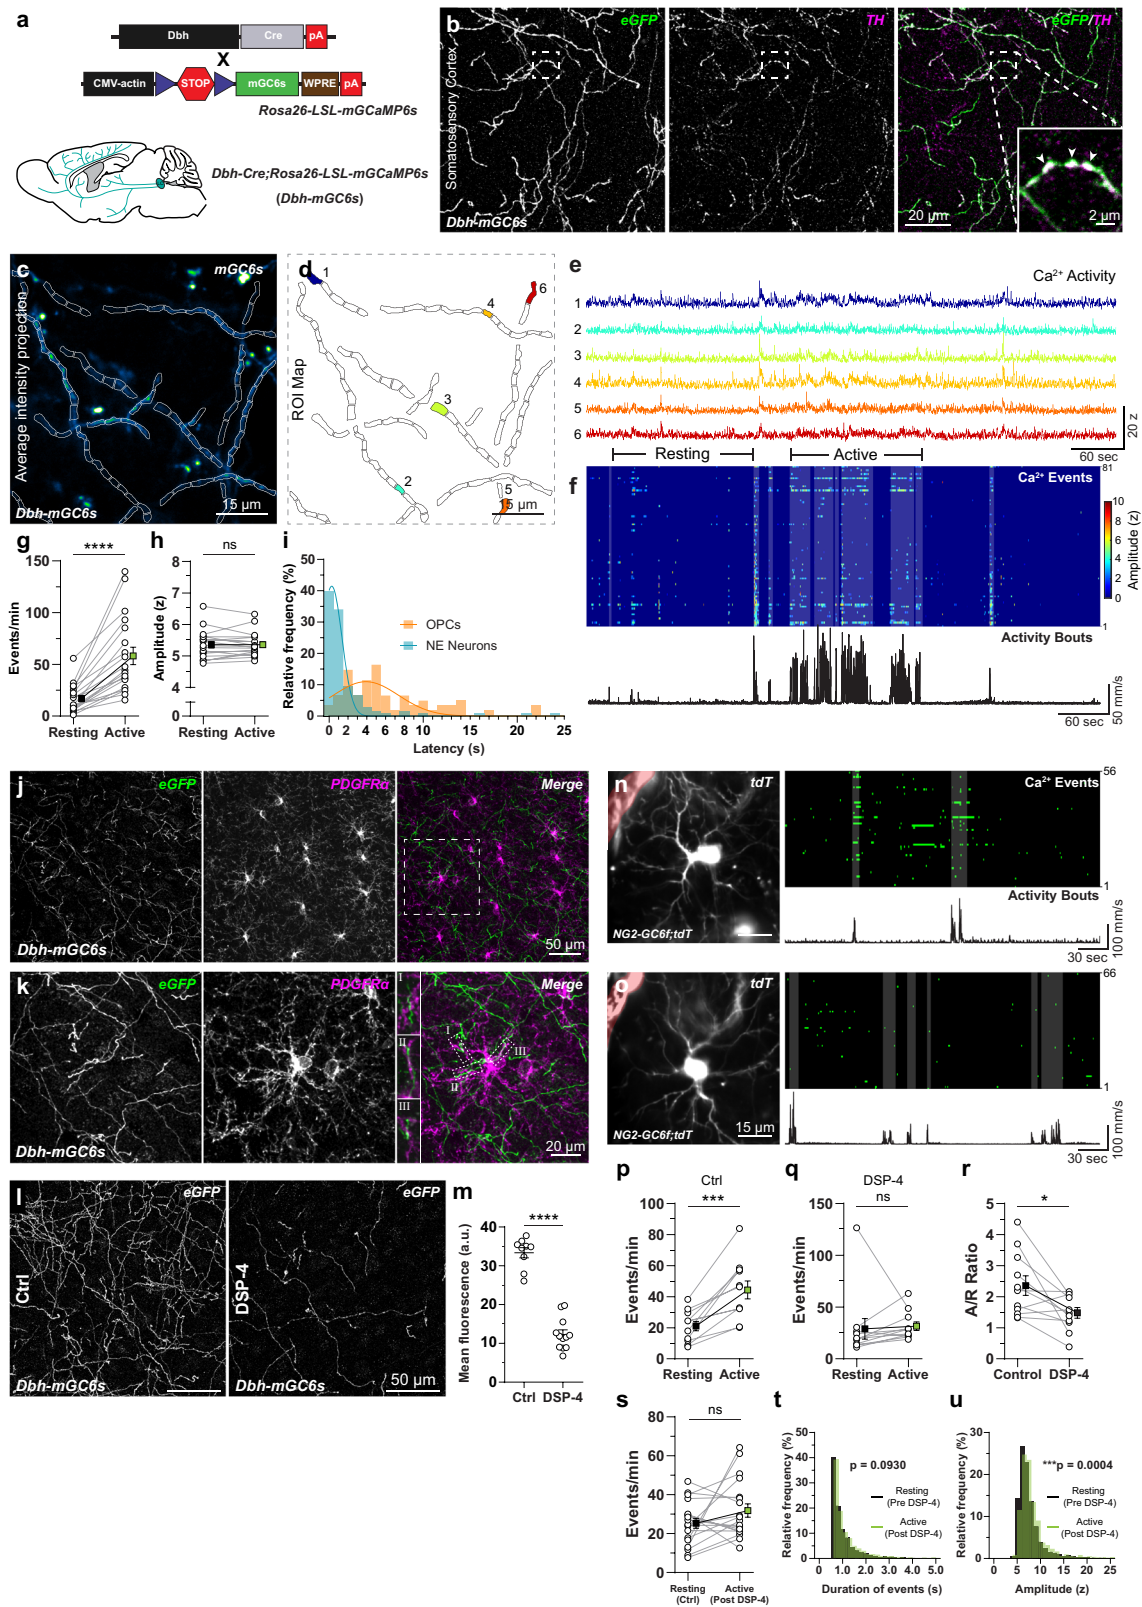 a
Dbh Cre pA
X
CMV-actin STOP mGC6s WPRE pA
Rosa26-LSL-mGCaMP6s
Dbh-Cre;Rosa26-LSL-mGCaMP6s
(Dbh-mGC6s)
b
Somatosensory Cortex
eGFP
TH
eGFP/TH
Dbh-mGC6s
20 µm
2 µm
c
mGC6s
Average intensity projection
Dbh-mGC6s
15 µm
d
ROI Map
1
4
6
3
2
5
15 µm
e
Ca²⁺ Activity
1
2
3
4
5
6
20 z
60 sec
Resting
Active
f
Ca²⁺ Events
81
1
10
8
6
4
2
0
Amplitude (z)
Activity Bouts
50 mm/s
60 sec
g
****
Events/min
150
100
50
0
Resting Active
h
ns
Amplitude (z)
8
7
6
5
4
0
Resting Active
i
Relative frequency (%)
50
40
30
20
10
0
OPCs
NE Neurons
0 2 4 6 8 10 15 20 25
Latency (s)
j
eGFP
PDGFRα
Merge
Dbh-mGC6s
50 µm
k
eGFP
PDGFRα
Merge
I
II
III
I
II
III
Dbh-mGC6s
20 µm
l
Ctrl
eGFP
Dbh-mGC6s
DSP-4
eGFP
Dbh-mGC6s
50 µm
m
****
Mean fluorescence (a.u.)
40
30
20
10
0
Ctrl DSP-4
n
tdT
NG2-GC6f;tdT
Ca²⁺ Events
56
1
Activity Bouts
100 mm/s
30 sec
o
tdT
NG2-GC6f;tdT
15 µm
66
1
100 mm/s
30 sec
p
Ctrl
***
Events/min
100
80
60
40
20
0
Resting Active
q
DSP-4
ns
Events/min
150
100
50
0
Resting Active
r
*
A/R Ratio
5
4
3
2
1
0
Control DSP-4
s
ns
Events/min
80
60
40
20
0
Resting (Ctrl)
Active (Post DSP-4)
t
Relative frequency (%)
50
40
30
20
10
0
p = 0.0930
Resting (Pre DSP-4)
Active (Post DSP-4)
0 1.0 2.0 3.0 4.0 5.0
Duration of events (s)
u
Relative frequency (%)
30
20
10
0
***p = 0.0004
Resting (Pre DSP-4)
Active (Post DSP-4)
0 5 10 15 20 25
Amplitude (z)